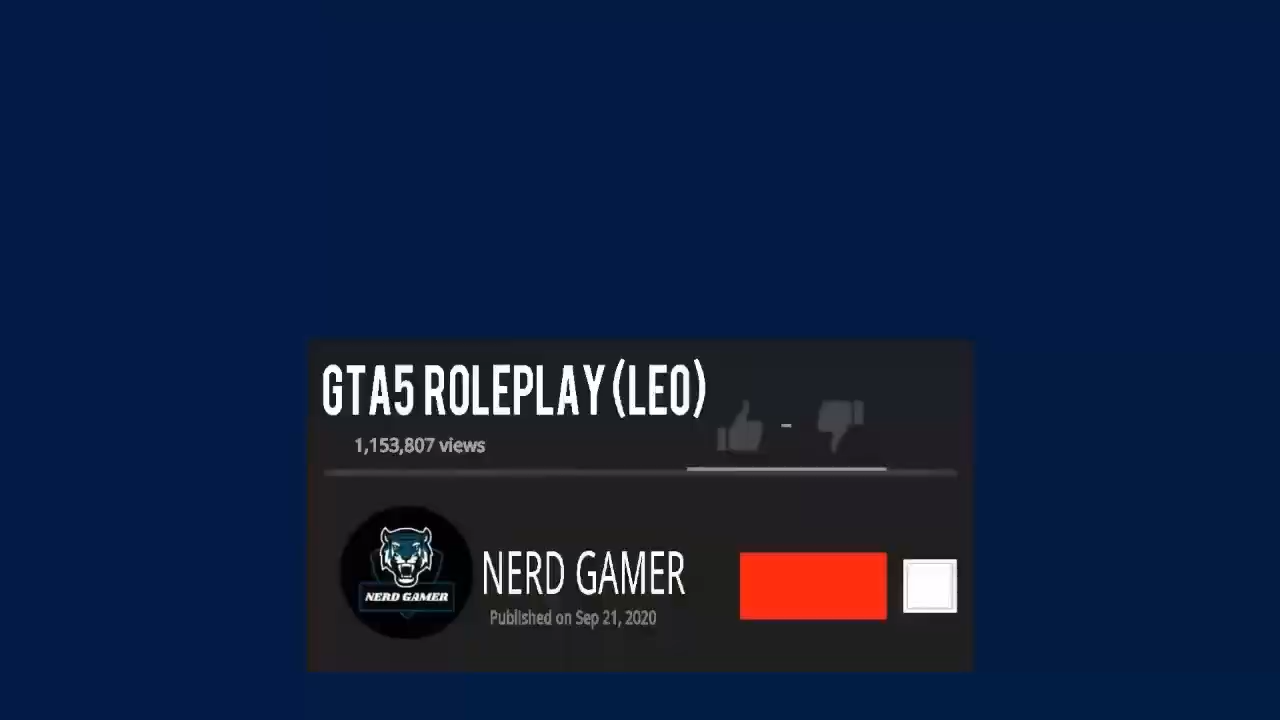 GTA5 ROLEPLAY (LEO)
1,153,807 views
-
NERD GAMER
NERD GAMER
Published on Sep 21, 2020